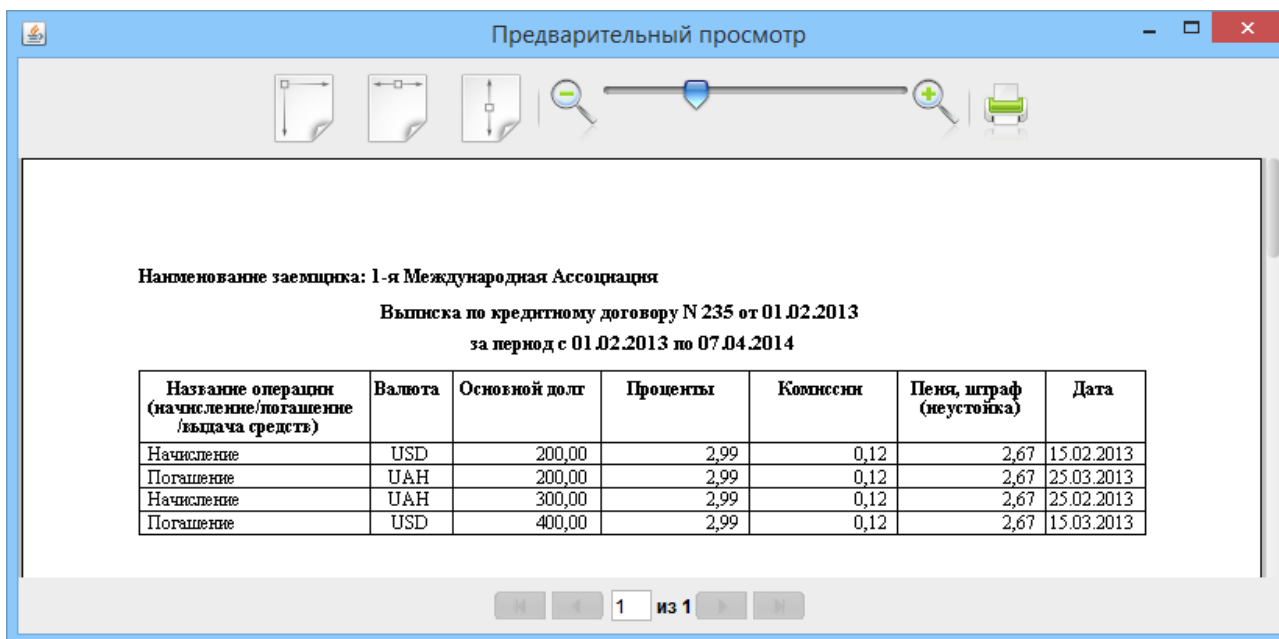 Предварительный просмотр
Наименование заемщика: 1-я Международная Ассоциация
Выписка по кредитному договору N 235 от 01.02.2013
за период с 01.02.2013 по 07.04.2014
Название операции (начисление/погашение /выдача средств) Валюта Основной долг Проценты Комиссии Пеня, штраф (неустойка) Дата
Начисление USD 200,00 2,99 0,12 2,67 15.02.2013
Погашение UAH 200,00 2,99 0,12 2,67 25.03.2013
Начисление UAH 300,00 2,99 0,12 2,67 25.02.2013
Погашение USD 400,00 2,99 0,12 2,67 15.03.2013
1 из 1